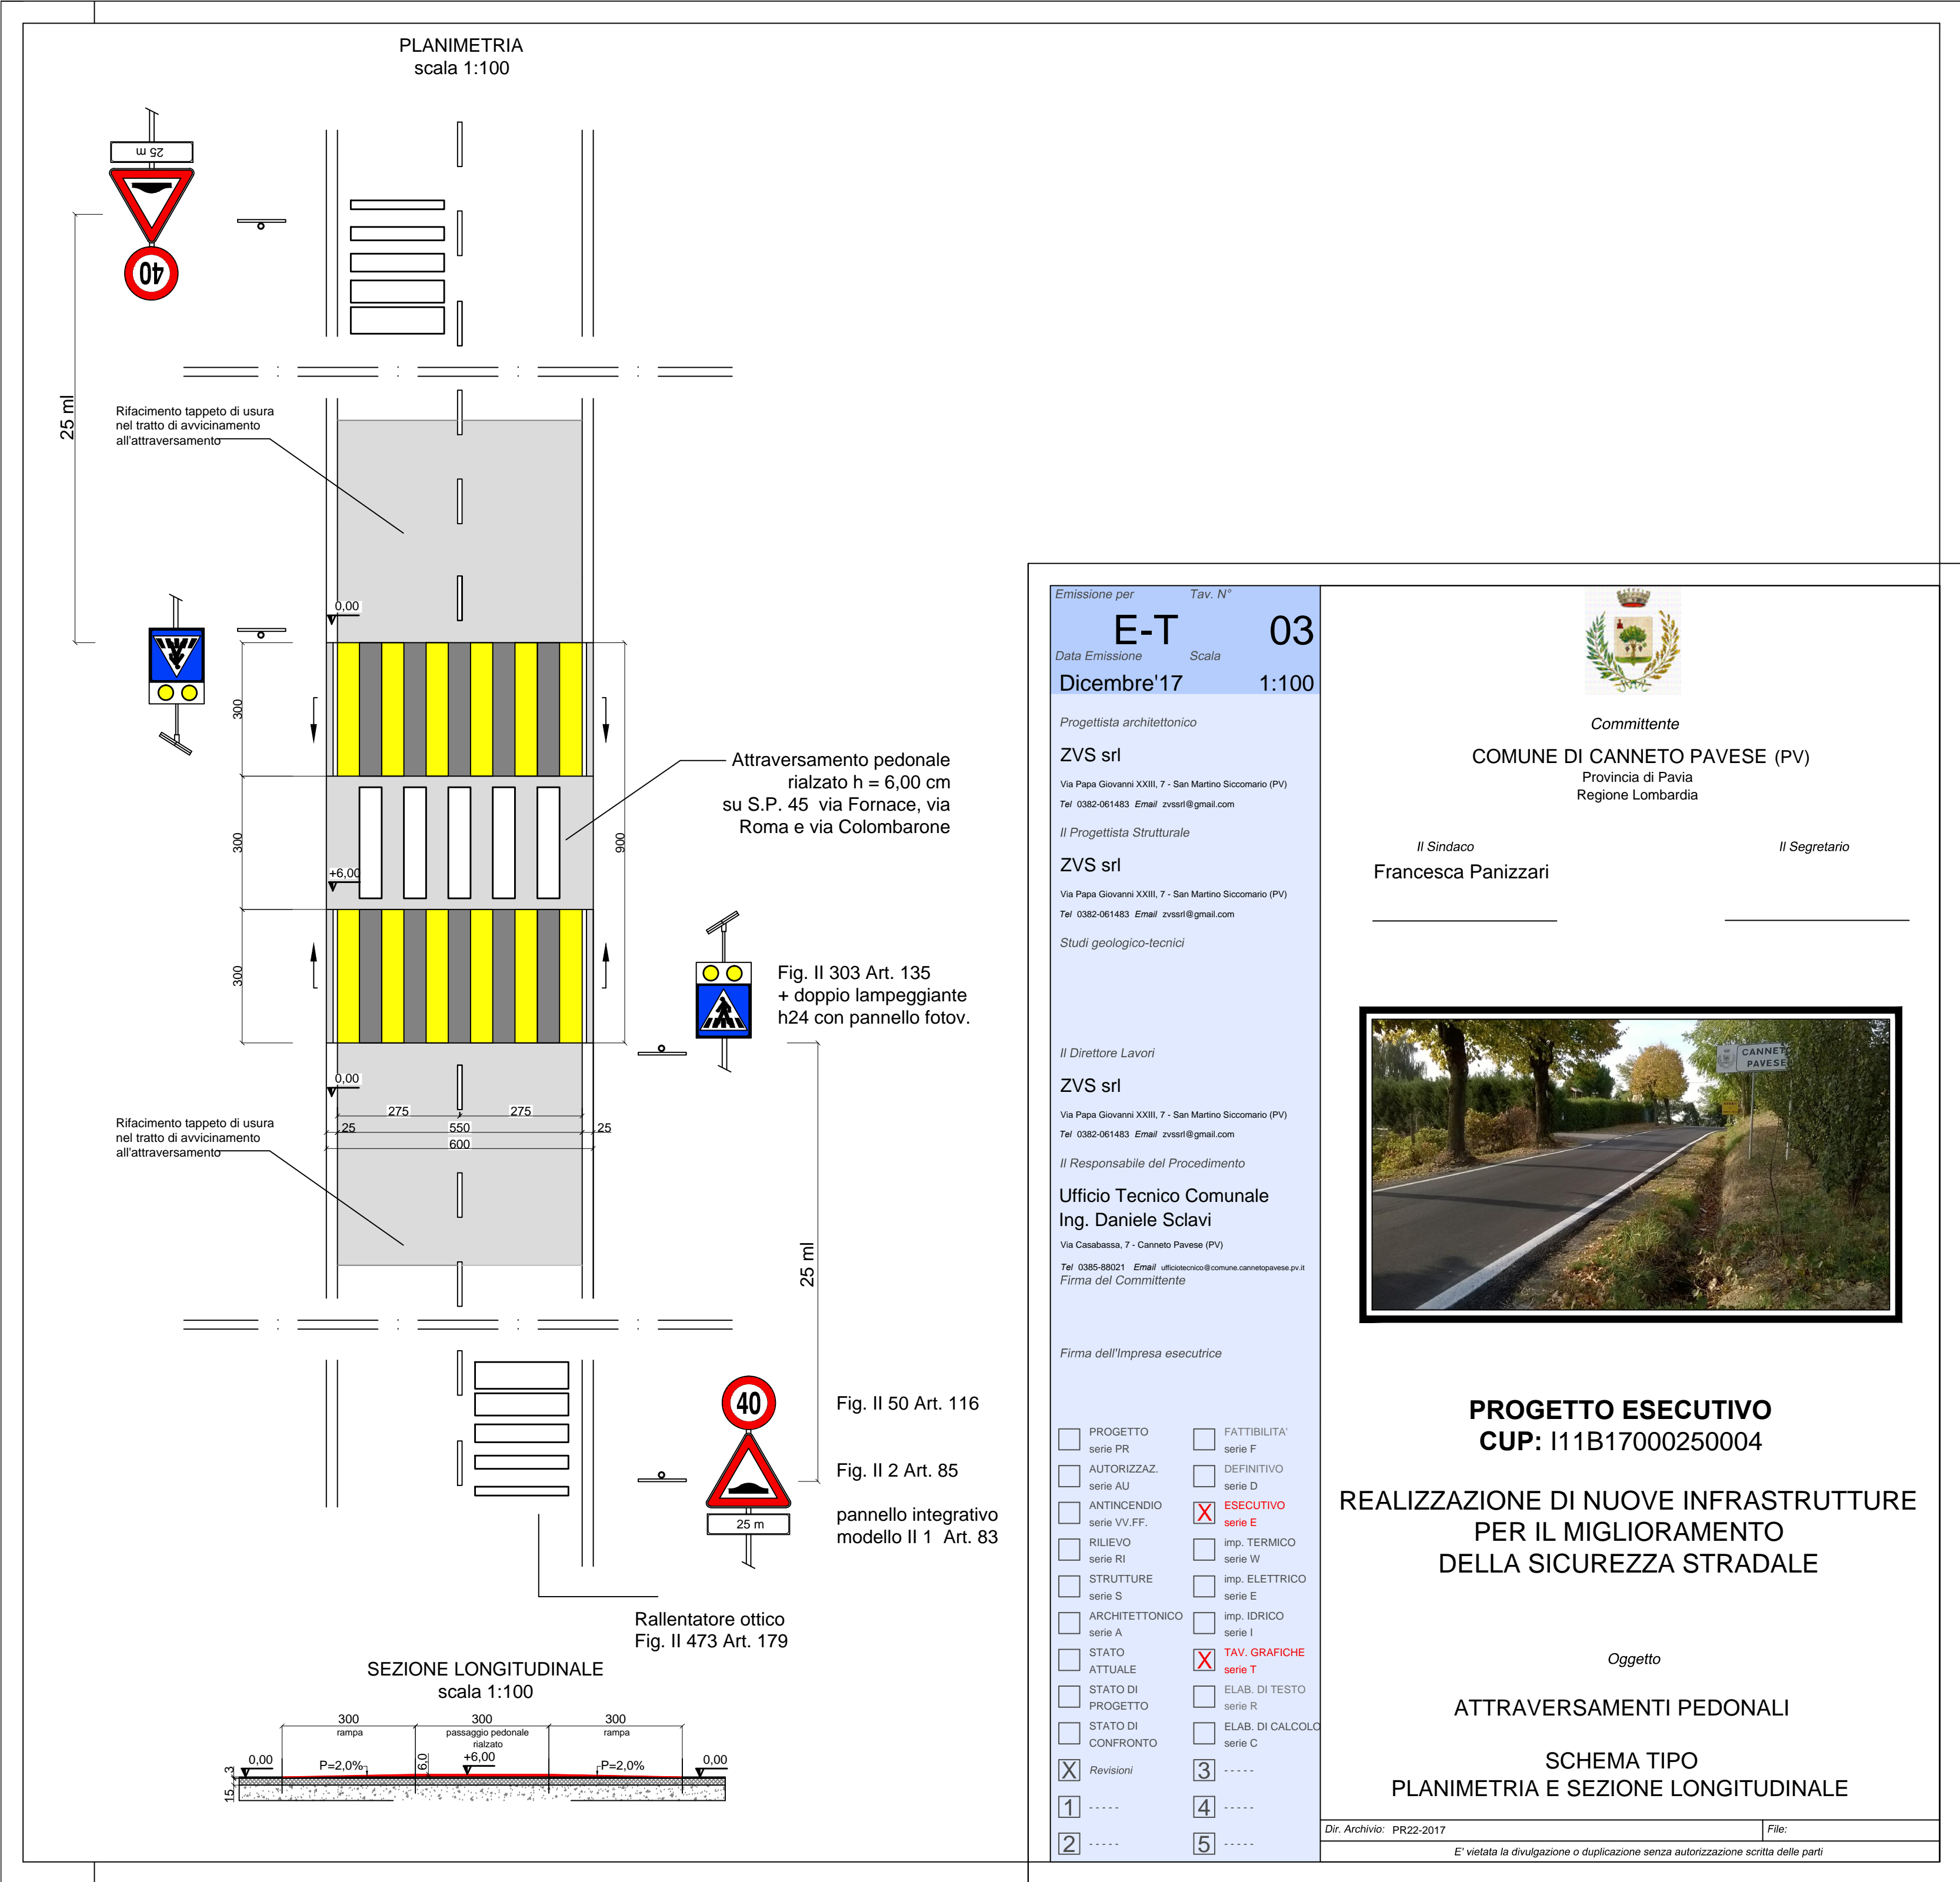 PLANIMETRIA
scala 1:100
25 m
40
25 ml
Rifacimento tappeto di usura
nel tratto di avvicinamento
all'attraversamento
0,00
300
300
300
900
+6,00
Attraversamento pedonale
rialzato h = 6,00 cm
su S.P. 45 via Fornace, via
Roma e via Colombarone
Fig. II 303 Art. 135
+ doppio lampeggiante
h24 con pannello fotov.
0,00
275 275
25 550 25
600
Rifacimento tappeto di usura
nel tratto di avvicinamento
all'attraversamento
25 ml
40
25 m
Fig. II 50 Art. 116
Fig. II 2 Art. 85
pannello integrativo
modello II 1 Art. 83
Rallentatore ottico
Fig. II 473 Art. 179
SEZIONE LONGITUDINALE
scala 1:100
300 300 300
rampa passaggio pedonale rampa
rialzato
0,00 P=2,0% 6,0 +6,00 P=2,0% 0,00
3
15
Emissione per Tav. N°
E-T 03
Data Emissione Scala
Dicembre'17 1:100
Progettista architettonico
ZVS srl
Via Papa Giovanni XXIII, 7 - San Martino Siccomario (PV)
Tel 0382-061483 Email zvssrl@gmail.com
Il Progettista Strutturale
ZVS srl
Via Papa Giovanni XXIII, 7 - San Martino Siccomario (PV)
Tel 0382-061483 Email zvssrl@gmail.com
Studi geologico-tecnici
Il Direttore Lavori
ZVS srl
Via Papa Giovanni XXIII, 7 - San Martino Siccomario (PV)
Tel 0382-061483 Email zvssrl@gmail.com
Il Responsabile del Procedimento
Ufficio Tecnico Comunale
Ing. Daniele Sclavi
Via Casabassa, 7 - Canneto Pavese (PV)
Tel 0385-88021 Email ufficiotecnico@comune.cannetopavese.pv.it
Firma del Committente
Firma dell'Impresa esecutrice
PROGETTO
serie PR
FATTIBILITA'
serie F
AUTORIZZAZ.
serie AU
DEFINITIVO
serie D
ANTINCENDIO
serie VV.FF.
X ESECUTIVO
serie E
RILIEVO
serie RI
imp. TERMICO
serie W
STRUTTURE
serie S
imp. ELETTRICO
serie E
ARCHITETTONICO
serie A
imp. IDRICO
serie I
STATO
ATTUALE
X TAV. GRAFICHE
serie T
STATO DI
PROGETTO
ELAB. DI TESTO
serie R
STATO DI
CONFRONTO
ELAB. DI CALCOLO
serie C
X Revisioni
3 -----
1 -----
4 -----
2 -----
5 -----
Committente
COMUNE DI CANNETO PAVESE (PV)
Provincia di Pavia
Regione Lombardia
Il Sindaco Il Segretario
Francesca Panizzari
CANNETO
PAVESE
PROGETTO ESECUTIVO
CUP: I11B17000250004
REALIZZAZIONE DI NUOVE INFRASTRUTTURE
PER IL MIGLIORAMENTO
DELLA SICUREZZA STRADALE
Oggetto
ATTRAVERSAMENTI PEDONALI
SCHEMA TIPO
PLANIMETRIA E SEZIONE LONGITUDINALE
Dir. Archivio: PR22-2017 File:
E' vietata la divulgazione o duplicazione senza autorizzazione scritta delle parti